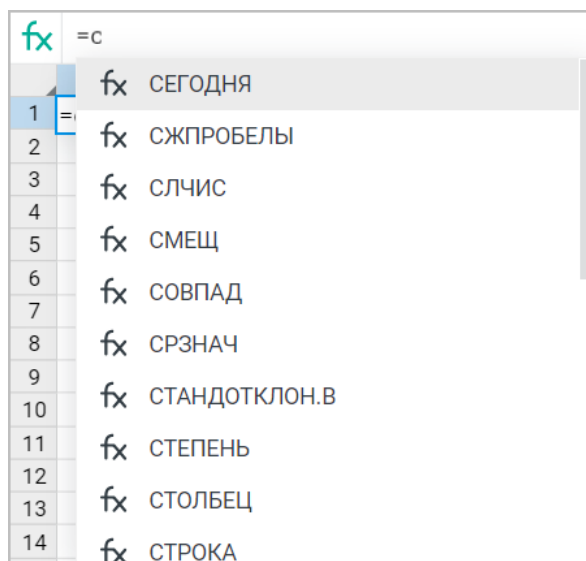 fx =с
fx СЕГОДНЯ
1 =с
fx СЖПРОБЕЛЫ
2
3 fx СЛЧИС
4
5 fx СМЕЩ
6
fx СОВПАД
7
8 fx СРЗНАЧ
9
fx СТАНДОТКЛОН.В
10
11 fx СТЕПЕНЬ
12
13 fx СТОЛБЕЦ
14 fx СТРОКА